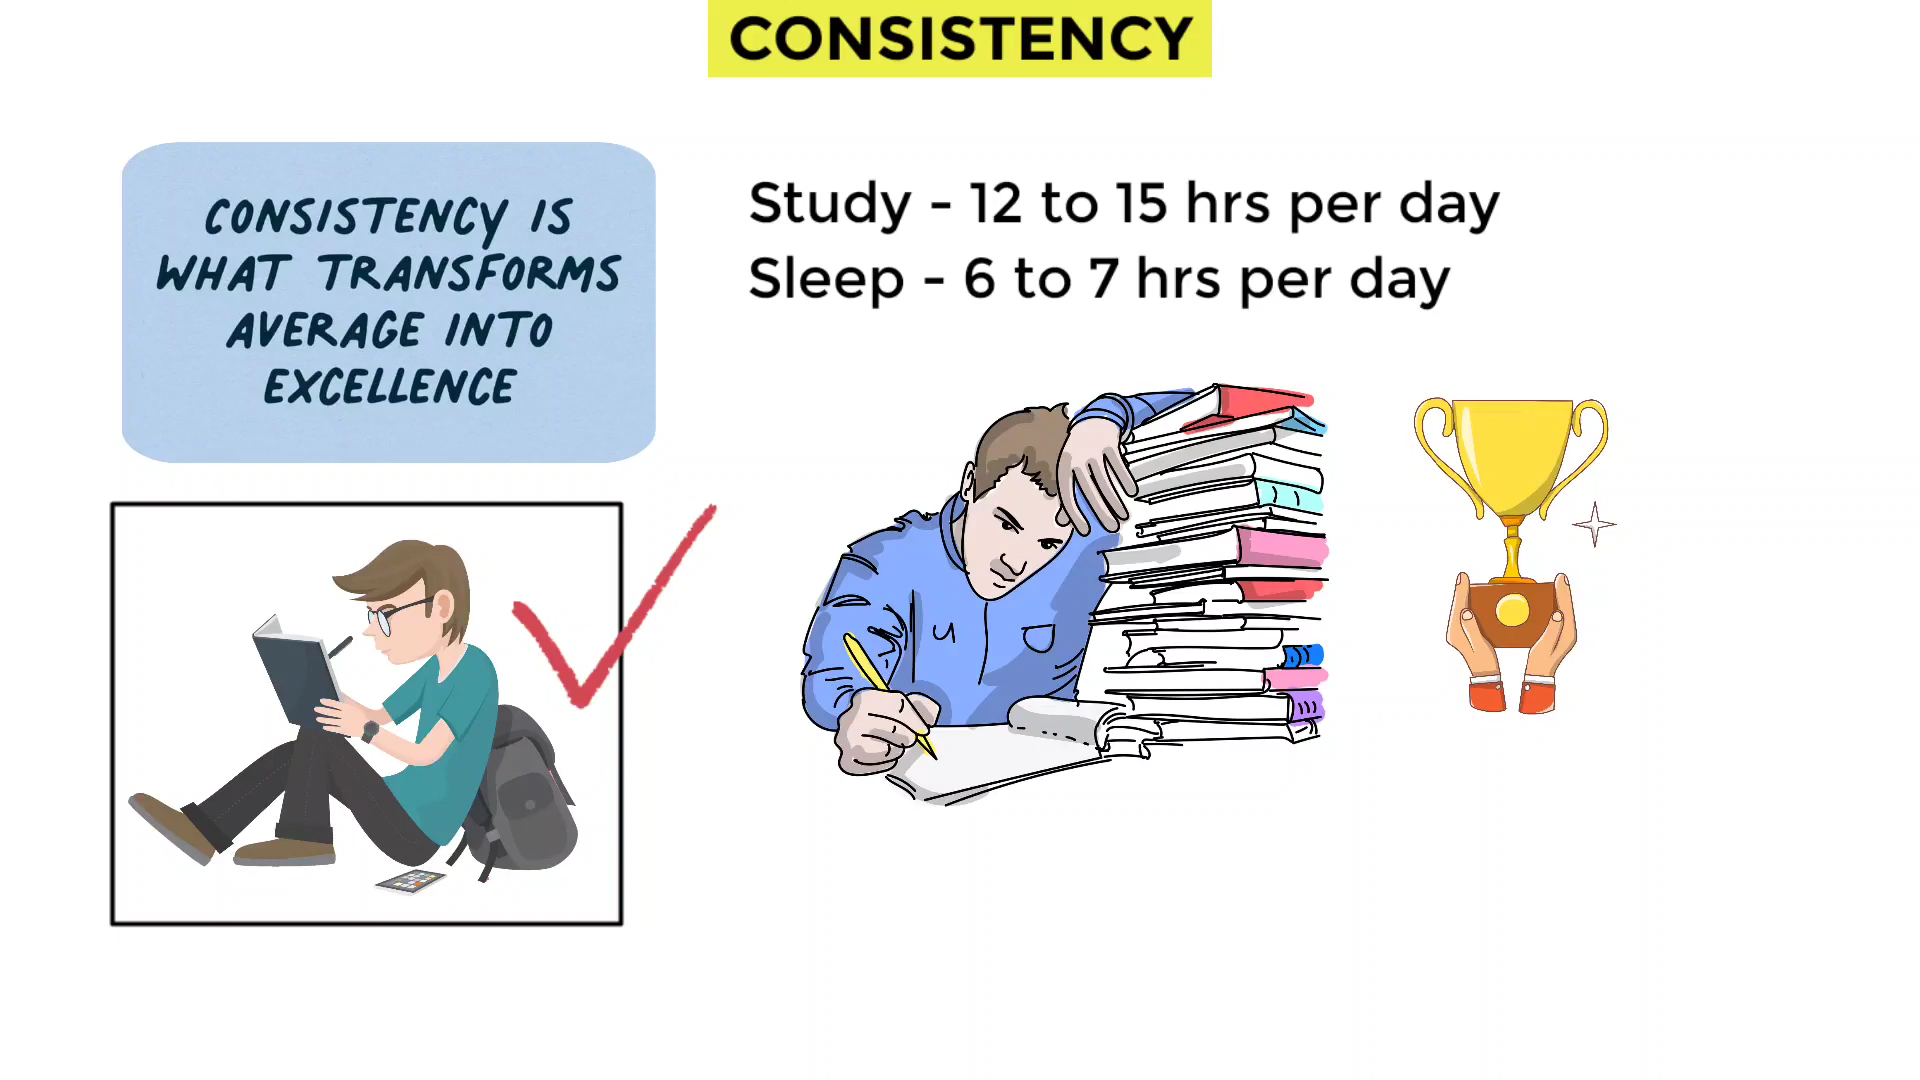 CONSISTENCY
CONSISTENCY IS
WHAT TRANSFORMS
AVERAGE INTO
EXCELLENCE
Study - 12 to 15 hrs per day
Sleep - 6 to 7 hrs per day